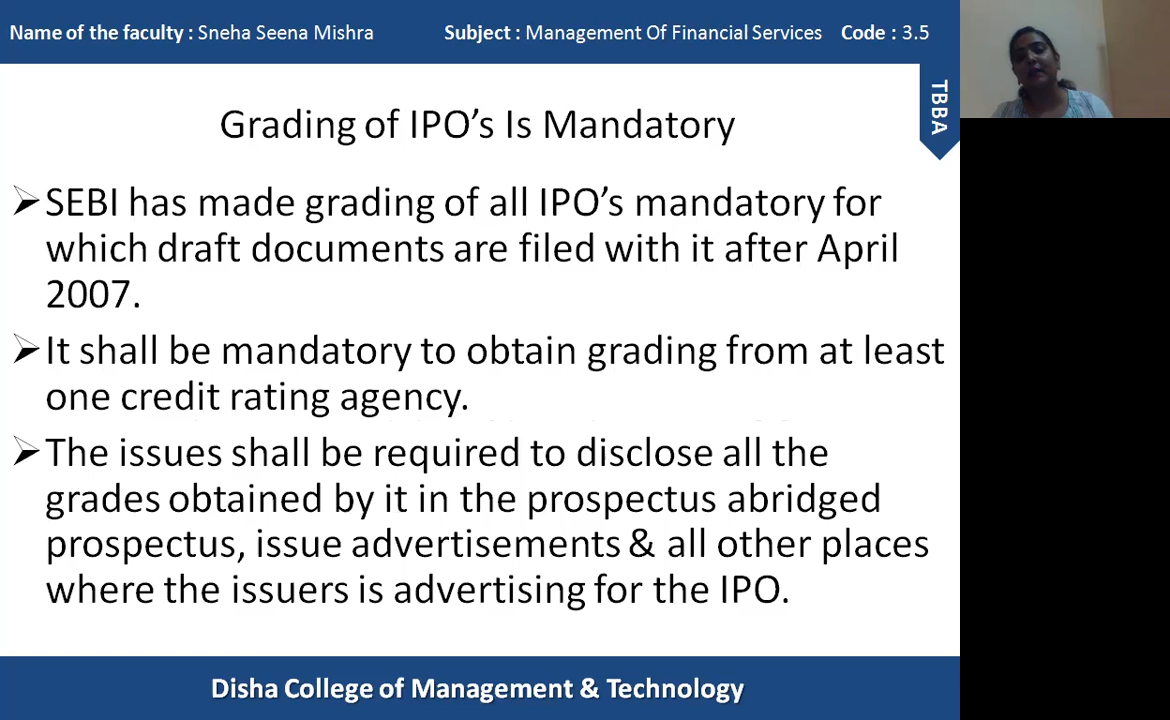 Name of the faculty : Sneha Seena Mishra Subject : Management Of Financial Services Code : 3.5
TBBA
Grading of IPO's Is Mandatory
➢SEBI has made grading of all IPO's mandatory for
which draft documents are filed with it after April
2007.
➢It shall be mandatory to obtain grading from at least
one credit rating agency.
➢The issues shall be required to disclose all the
grades obtained by it in the prospectus abridged
prospectus, issue advertisements & all other places
where the issuers is advertising for the IPO.
Disha College of Management & Technology